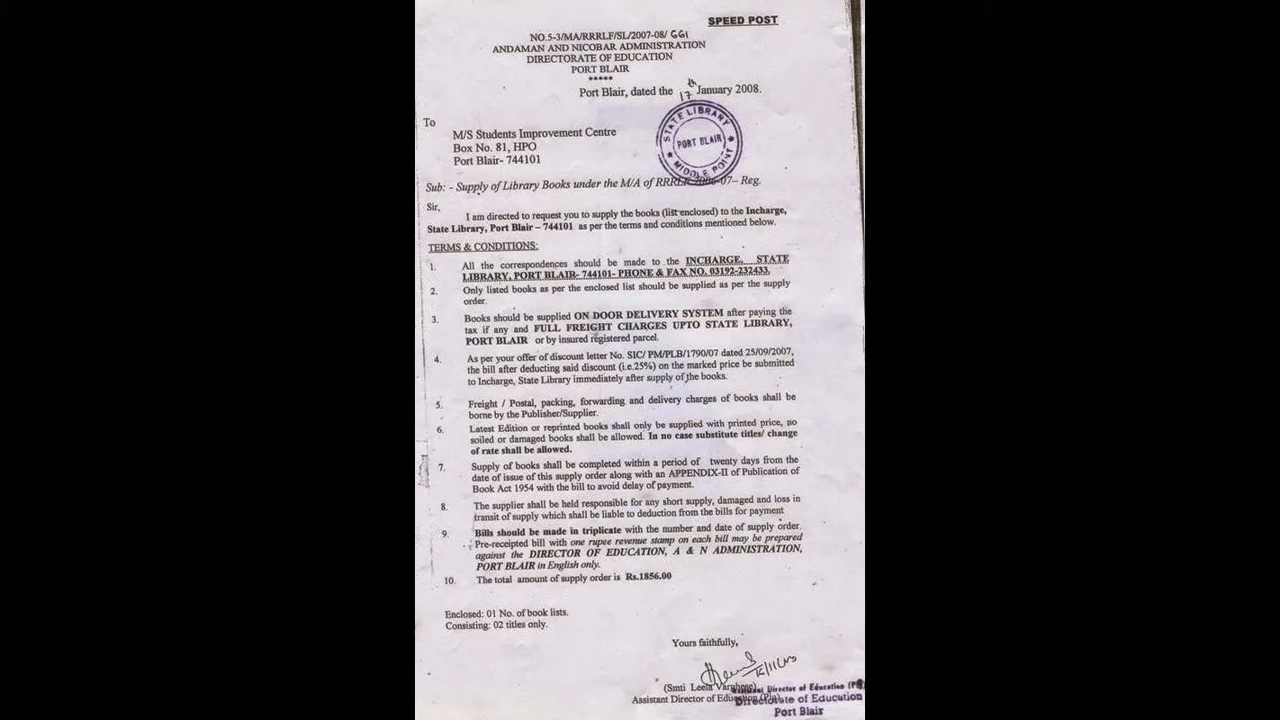 SPEED POST
NO.5-3/MA/RRRLF/SL/2007-08/ 661
ANDAMAN AND NICOBAR ADMINISTRATION
DIRECTORATE OF EDUCATION
PORT BLAIR
*****
Port Blair, dated the 17th January 2008.
STATE LIBRARY
PORT BLAIR
MIDDLE POINT
To
M/S Students Improvement Centre
Box No. 81, HPO
Port Blair- 744101
Sub: - Supply of Library Books under the M/A of RRRLF 2006-07– Reg.
Sir,
I am directed to request you to supply the books (list enclosed) to the Incharge,
State Library, Port Blair – 744101 as per the terms and conditions mentioned below.
TERMS & CONDITIONS:
1. All the correspondences should be made to the INCHARGE, STATE
LIBRARY, PORT BLAIR- 744101- PHONE & FAX NO. 03192-232433.
2. Only listed books as per the enclosed list should be supplied as per the supply
order.
3. Books should be supplied ON DOOR DELIVERY SYSTEM after paying the
tax if any and FULL FREIGHT CHARGES UPTO STATE LIBRARY,
PORT BLAIR or by insured registered parcel.
4. As per your offer of discount letter No. SIC/ PM/PLB/1790/07 dated 25/09/2007,
the bill after deducting said discount (i.e.25%) on the marked price be submitted
to Incharge, State Library immediately after supply of the books.
5. Freight / Postal, packing, forwarding and delivery charges of books shall be
borne by the Publisher/Supplier.
6. Latest Edition or reprinted books shall only be supplied with printed price, no
soiled or damaged books shall be allowed. In no case substitute titles/ change
of rate shall be allowed.
7. Supply of books shall be completed within a period of twenty days from the
date of issue of this supply order along with an APPENDIX-II of Publication of
Book Act 1954 with the bill to avoid delay of payment.
8. The supplier shall be held responsible for any short supply, damaged and loss in
transit of supply which shall be liable to deduction from the bills for payment
9. Bills should be made in triplicate with the number and date of supply order.
Pre-receipted bill with one rupee revenue stamp on each bill may be prepared
against the DIRECTOR OF EDUCATION, A & N ADMINISTRATION,
PORT BLAIR in English only.
10. The total amount of supply order is Rs.1856.00
Enclosed: 01 No. of book lists.
Consisting: 02 titles only.
Yours faithfully,
(Smti Leela Varghese)
Assistant Director of Education (Plg)
Assistant Director of Education
Directorate of Education
Port Blair